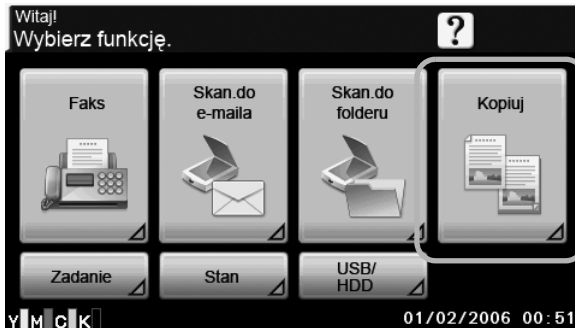 Witaj!
Wybierz funkcję.
?
Faks
Skan.do
e-maila
Skan.do
folderu
Kopiuj
Zadanie
Stan
USB/
HDD
Y M C K
01/02/2006 00:51